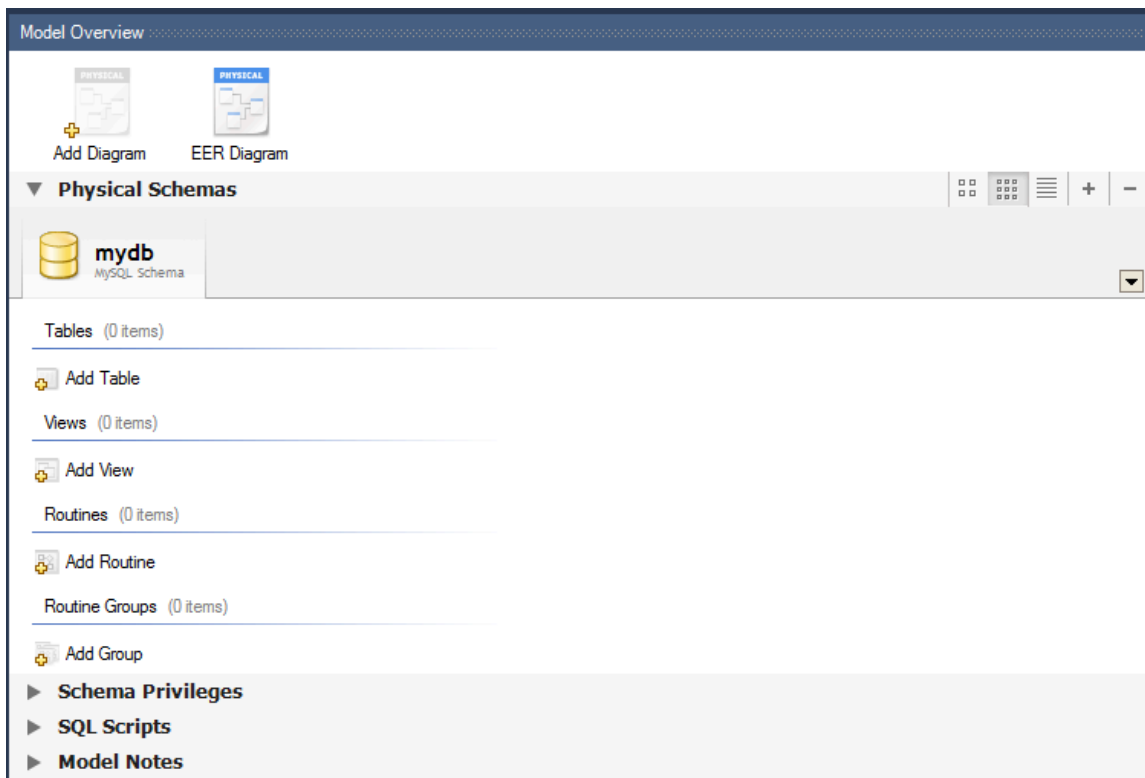 Model Overview
PHYSICAL PHYSICAL
Add Diagram EER Diagram
Physical Schemas
mydb
MySQL Schema
Tables (0 items)
Add Table
Views (0 items)
Add View
Routines (0 items)
Add Routine
Routine Groups (0 items)
Add Group
Schema Privileges
SQL Scripts
Model Notes